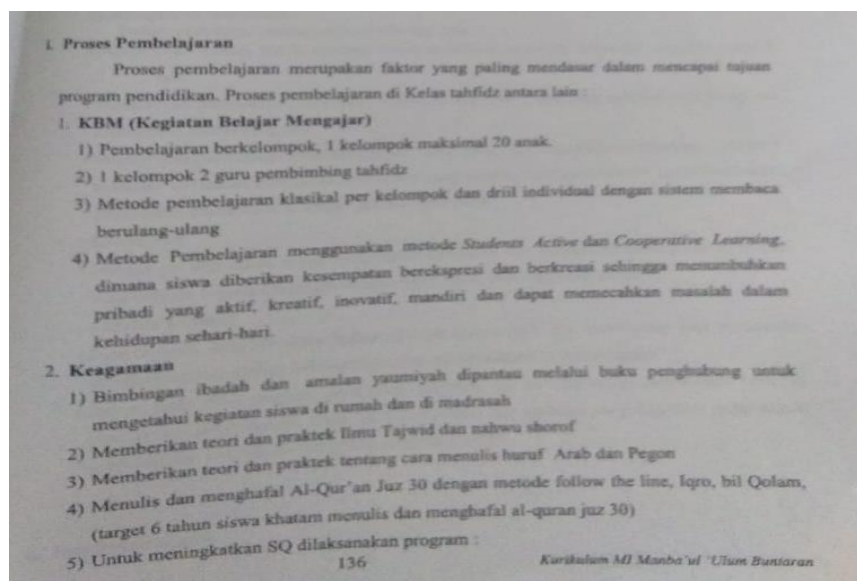 i. Proses Pembelajaran
Proses pembelajaran merupakan faktor yang paling mendasar dalam mencapai tujuan
program pendidikan. Proses pembelajaran di Kelas tahfidz antara lain :
1. KBM (Kegiatan Belajar Mengajar)
1) Pembelajaran berkelompok, 1 kelompok maksimal 20 anak.
2) 1 kelompok 2 guru pembimbing tahfidz
3) Metode pembelajaran klasikal per kelompok dan driil individual dengan sistem membaca
berulang-ulang
4) Metode Pembelajaran menggunakan metode Students Active dan Cooperative Learning,
dimana siswa diberikan kesempatan berekspresi dan berkreasi sehingga menumbuhkan
pribadi yang aktif, kreatif, inovatif, mandiri dan dapat memecahkan masalah dalam
kehidupan sehari-hari.
2. Keagamaan
1) Bimbingan ibadah dan amalan yaumiyah dipantau melalui buku penghubung untuk
mengetahui kegiatan siswa di rumah dan di madrasah
2) Memberikan teori dan praktek Ilmu Tajwid dan nahwu shorof
3) Memberikan teori dan praktek tentang cara menulis huruf Arab dan Pegon
4) Menulis dan menghafal Al-Qur'an Juz 30 dengan metode follow the line, Iqro, bil Qolam,
(target 6 tahun siswa khatam menulis dan menghafal al-quran juz 30)
5) Untuk meningkatkan SQ dilaksanakan program :
136
Kurikulum MI Manba'ul 'Ulum Buntaran